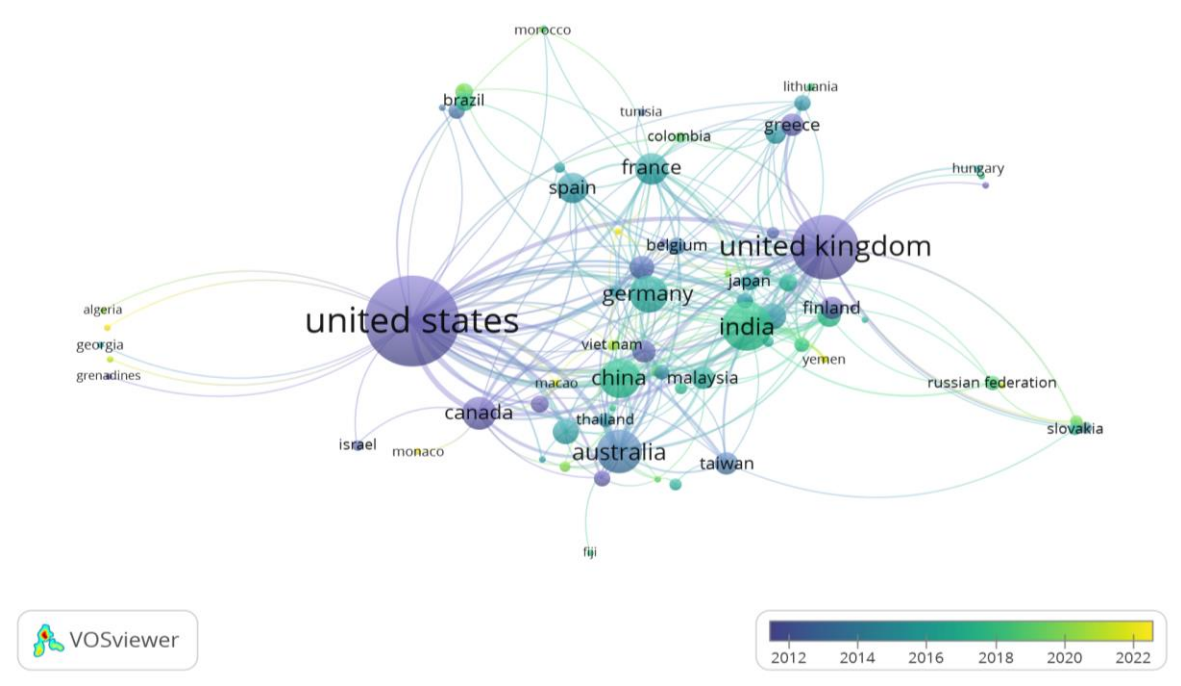 morocco
lithuania
brazil
tunisia
greece
colombia
france
hungary
spain
belgium
united kingdom
japan
germany
algeria
finland
united states
india
georgia
viet nam
yemen
grenadines
china
malaysia
macao
russian federation
canada
thailand
slovakia
israel
monaco
australia
taiwan
fiji
VOSviewer
2012 2014 2016 2018 2020 2022